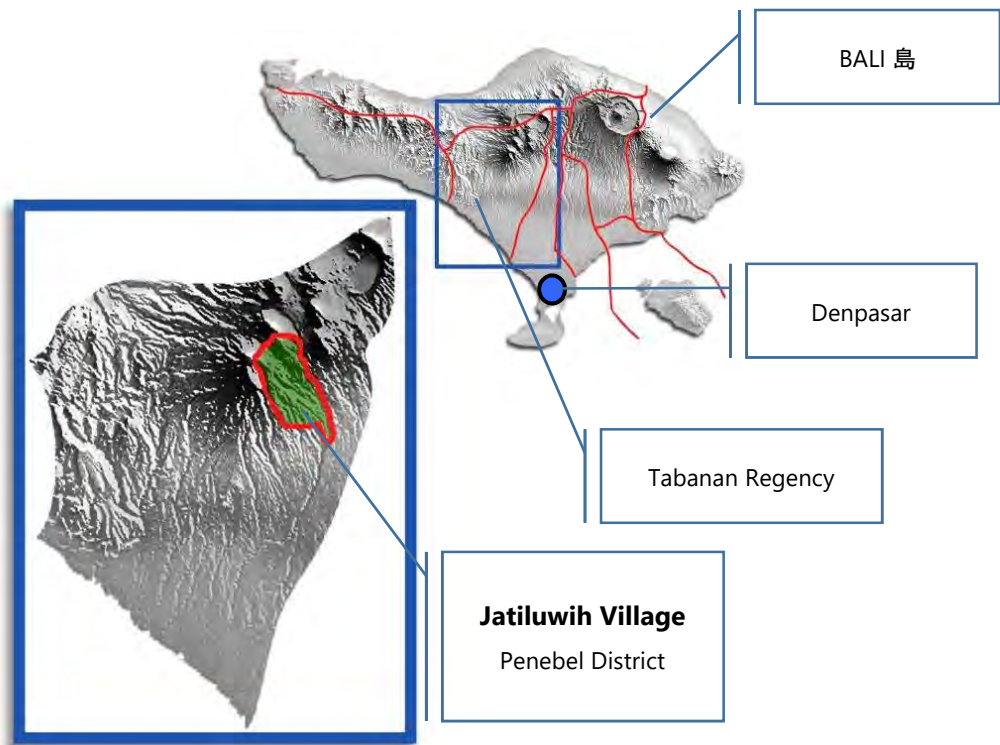 BALI 島
Denpasar
Tabanan Regency
Jatiluwih Village
Penebel District